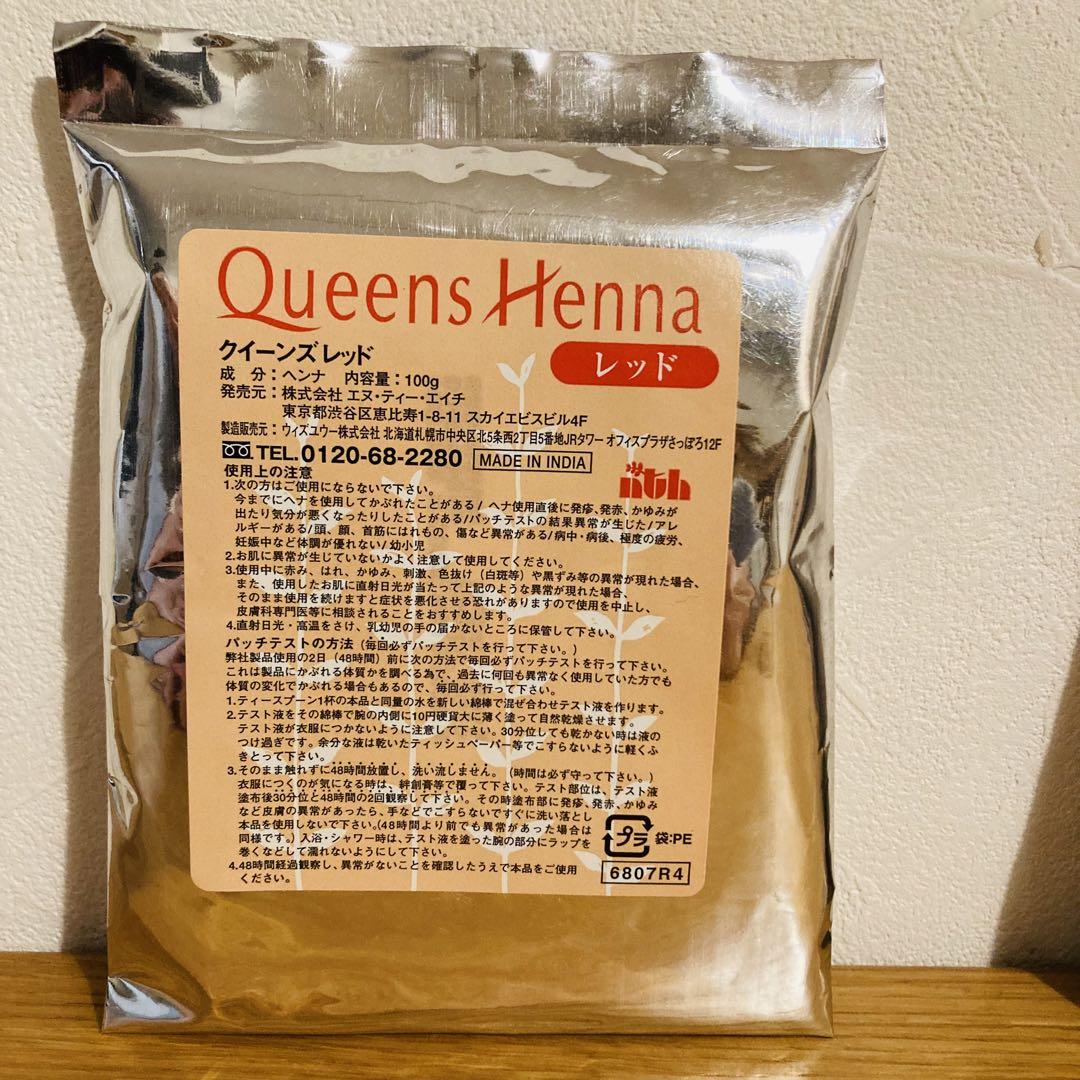 Queens Henna
レッド
クイーンズレッド
成 分：ヘンナ 内容量：100g
発売元：株式会社 エヌ・ティー・エイチ
東京都渋谷区恵比寿1-8-11 スカイエビスビル4F
製造販売元：ウィズユウー株式会社 北海道札幌市中央区北5条西2丁目5番地JRタワー オフィスプラザさっぽろ12F
TEL.0120-68-2280 MADE IN INDIA
nth
使用上の注意
1.次の方はご使用にならないで下さい。
今までにヘナを使用してかぶれたことがある/ ヘナ使用直後に発疹、発赤、かゆみが
出たり気分が悪くなったりしたことがある/パッチテストの結果異常が生じた/アレ
ルギーがある/頭、顔、首筋にはれもの、傷など異常がある/病中・病後、極度の疲労、
妊娠中など体調が優れない/ 幼小児
2.お肌に異常が生じていないかよく注意して使用してください。
3.使用中に赤み、はれ、かゆみ、刺激、色抜け（白斑等）や黒ずみ等の異常が現れた場合、
また、使用したお肌に直射日光が当たって上記のような異常が現れた場合、
そのまま使用を続けますと症状を悪化させる恐れがありますので使用を中止し、
皮膚科専門医等に相談されることをおすすめします。
4.直射日光・高温をさけ、乳幼児の手の届かないところに保管して下さい。
パッチテストの方法（毎回必ずパッチテストを行って下さい。）
弊社製品使用の2日（48時間）前に次の方法で毎回必ずパッチテストを行って下さい。
これは製品にかぶれる体質かを調べる為で、過去に何回も異常なく使用していた方でも
体質の変化でかぶれる場合もあるので、毎回必ず行って下さい。
1.ティースプーン1杯の本品と同量の水を新しい綿棒で混ぜ合わせテスト液を作ります。
2.テスト液をその綿棒で腕の内側に10円硬貨大に薄く塗って自然乾燥させます。
テスト液が衣服につかないように注意して下さい。30分位しても乾かない時は液の
つけ過ぎです。余分な液は乾いたティッシュペーパー等でこすらないように軽くふ
きとって下さい。
3.そのまま触れずに48時間放置し、洗い流しません。（時間は必ず守って下さい。）
衣服につくのが気になる時は、絆創膏等で覆って下さい。テスト部位は、テスト液
塗布後30分位と48時間の2回観察して下さい。その時塗布部に発疹、発赤、かゆみ
など皮膚の異常があったら、手などでこすらないですぐに洗い落とし
本品を使用しないで下さい。(48時間より前でも異常があった場合は
同様です。) 入浴・シャワー時は、テスト液を塗った腕の部分にラップを
巻くなどして濡れないようにして下さい。
4.48時間経過観察し、異常がないことを確認したうえで本品をご使用
ください。
プラ 袋:PE
6807R4